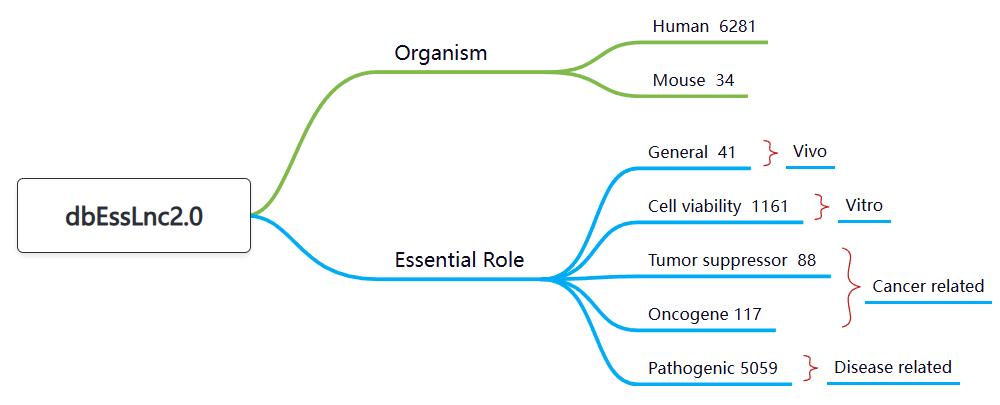 dbEssLnc2.0
Organism
Human 6281
Mouse 34
Essential Role
General 41
Vivo
Cell viability 1161
Vitro
Tumor suppressor 88
Oncogene 117
Cancer related
Pathogenic 5059
Disease related